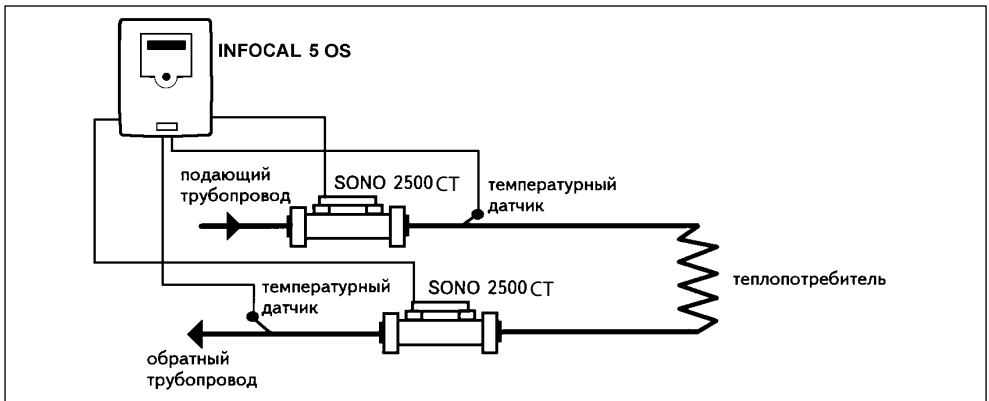 INFOCAL 5 OS
подающий
трубопровод
SONO 2500 CT
температурный
датчик
теплопотребитель
температурный
датчик
SONO 2500 CT
обратный
трубопровод